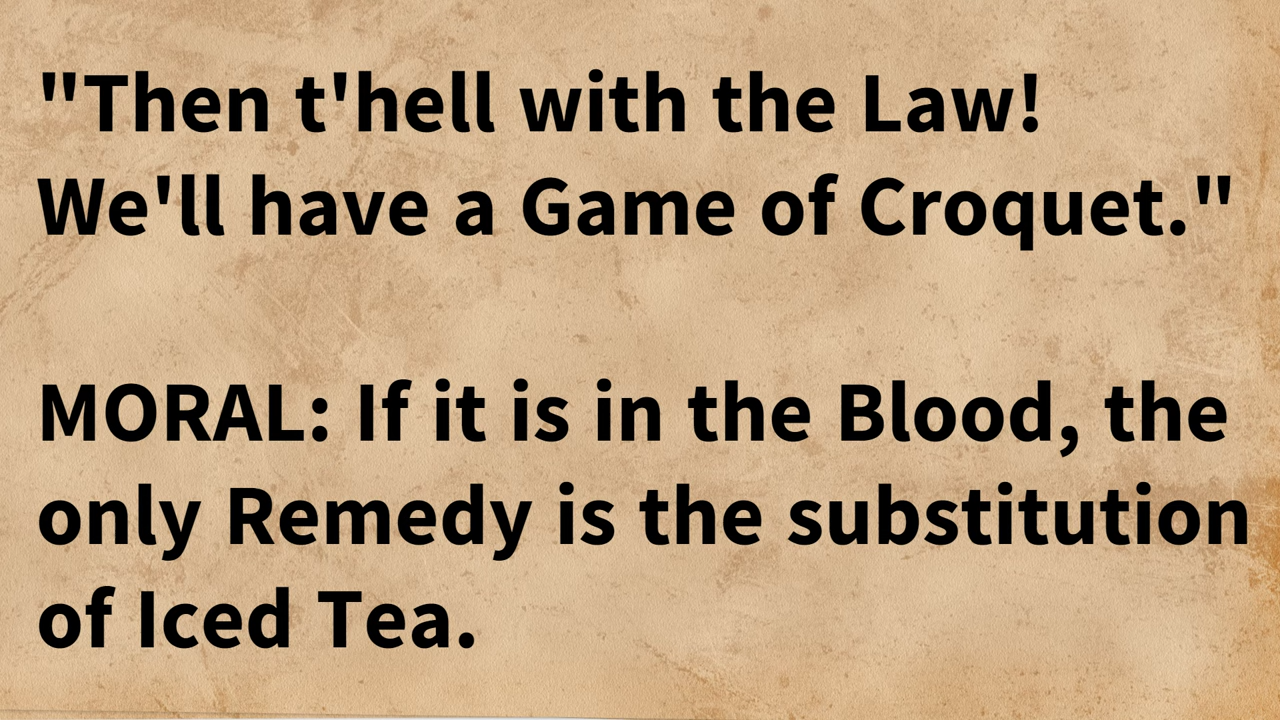 "Then t'hell with the Law!
We'll have a Game of Croquet."
MORAL: If it is in the Blood, the
only Remedy is the substitution
of Iced Tea.